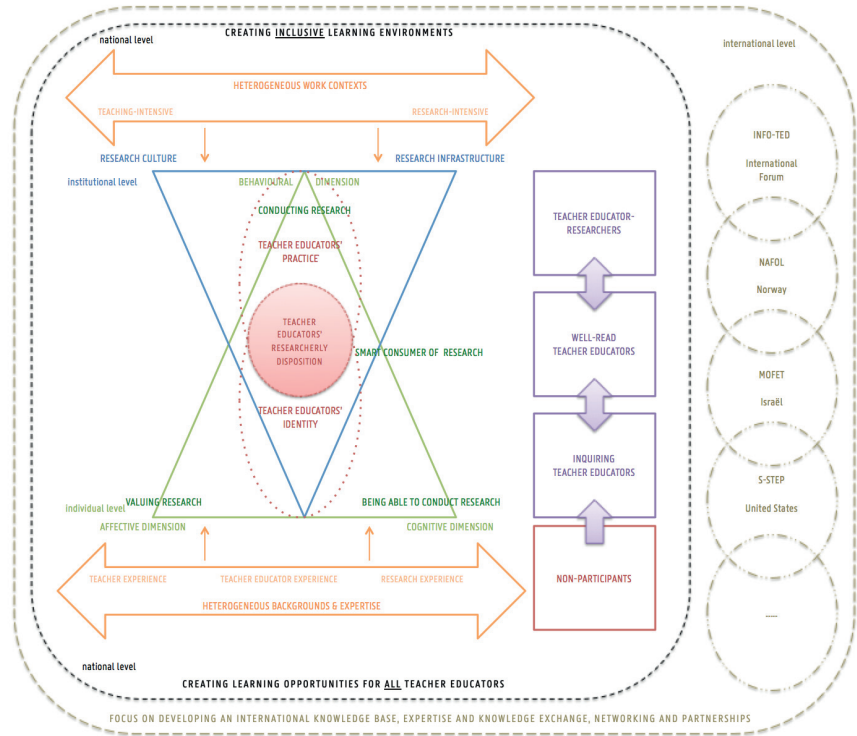 CREATING INCLUSIVE LEARNING ENVIRONMENTS
national level
international level
HETEROGENEOUS WORK CONTEXTS
TEACHING-INTENSIVE
RESEARCH-INTENSIVE
RESEARCH CULTURE
RESEARCH INFRASTRUCTURE
institutional level
BEHAVIOURAL DIMENSION
CONDUCTING RESEARCH
TEACHER EDUCATORS'
PRACTICE
TEACHER
EDUCATORS'
RESEARCHERLY
DISPOSITION
SMART CONSUMER OF RESEARCH
TEACHER EDUCATORS'
IDENTITY
VALUING RESEARCH
BEING ABLE TO CONDUCT RESEARCH
individual level
AFFECTIVE DIMENSION
COGNITIVE DIMENSION
TEACHER EXPERIENCE
TEACHER EDUCATOR EXPERIENCE
RESEARCH EXPERIENCE
HETEROGENEOUS BACKGROUNDS & EXPERTISE
TEACHER EDUCATOR-
RESEARCHERS
WELL-READ
TEACHER EDUCATORS
INQUIRING
TEACHER EDUCATORS
NON-PARTICIPANTS
INFO-TED
International
Forum
NAFOL
Norway
MOFET
Israël
S-STEP
United States
.....
national level
CREATING LEARNING OPPORTUNITIES FOR ALL TEACHER EDUCATORS
FOCUS ON DEVELOPING AN INTERNATIONAL KNOWLEDGE BASE, EXPERTISE AND KNOWLEDGE EXCHANGE, NETWORKING AND PARTNERSHIPS